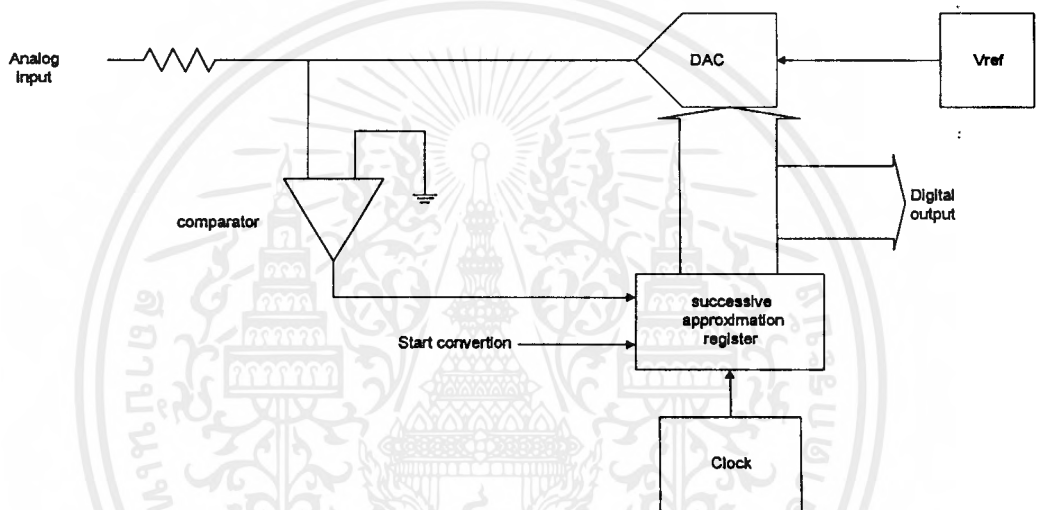 Analog
Input
DAC
Vref
comparator
Digital
output
successive
approximation
register
Start convertion
Clock